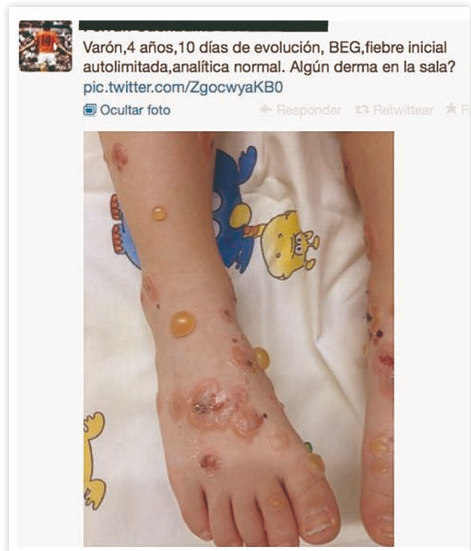 Varón,4 años,10 días de evolución, BEG,fiebre inicial
autolimitada,analítica normal. Algún derma en la sala?
pic.twitter.com/ZgocwyaKB0
Ocultar foto Responder Retwittear F